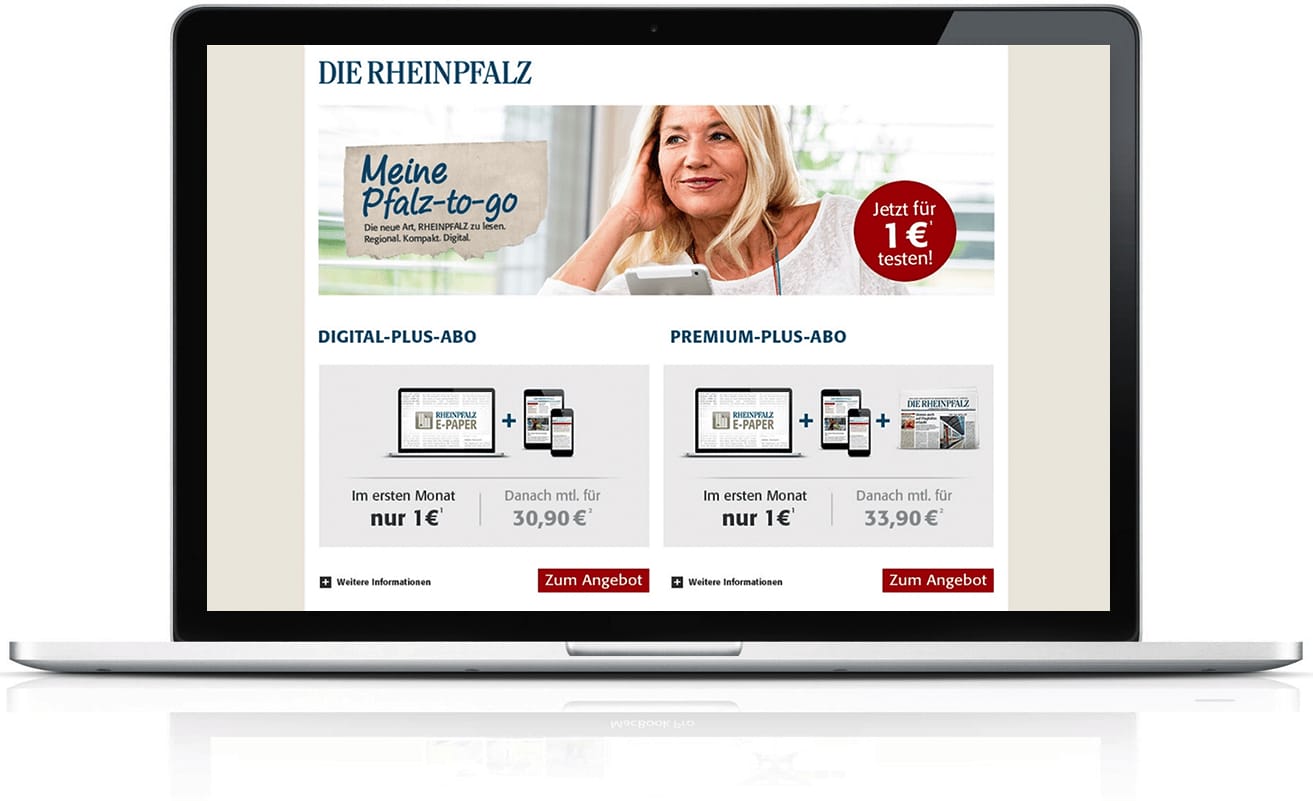 DIE RHEINPFALZ
Meine
Pfalz-to-go
Die neue Art, RHEINPFALZ zu lesen.
Regional. Kompakt. Digital.
Jetzt für
1 €¹
testen!
DIGITAL-PLUS-ABO
PREMIUM-PLUS-ABO
RHEINPFALZ
E-PAPER
+
RHEINPFALZ
E-PAPER
+
+
DIE RHEINPFALZ
Im ersten Monat
nur 1€¹
Danach mtl. für
30,90 €²
Im ersten Monat
nur 1€¹
Danach mtl. für
33,90 €²
Weitere Informationen
Zum Angebot
Weitere Informationen
Zum Angebot
MacBook Pro